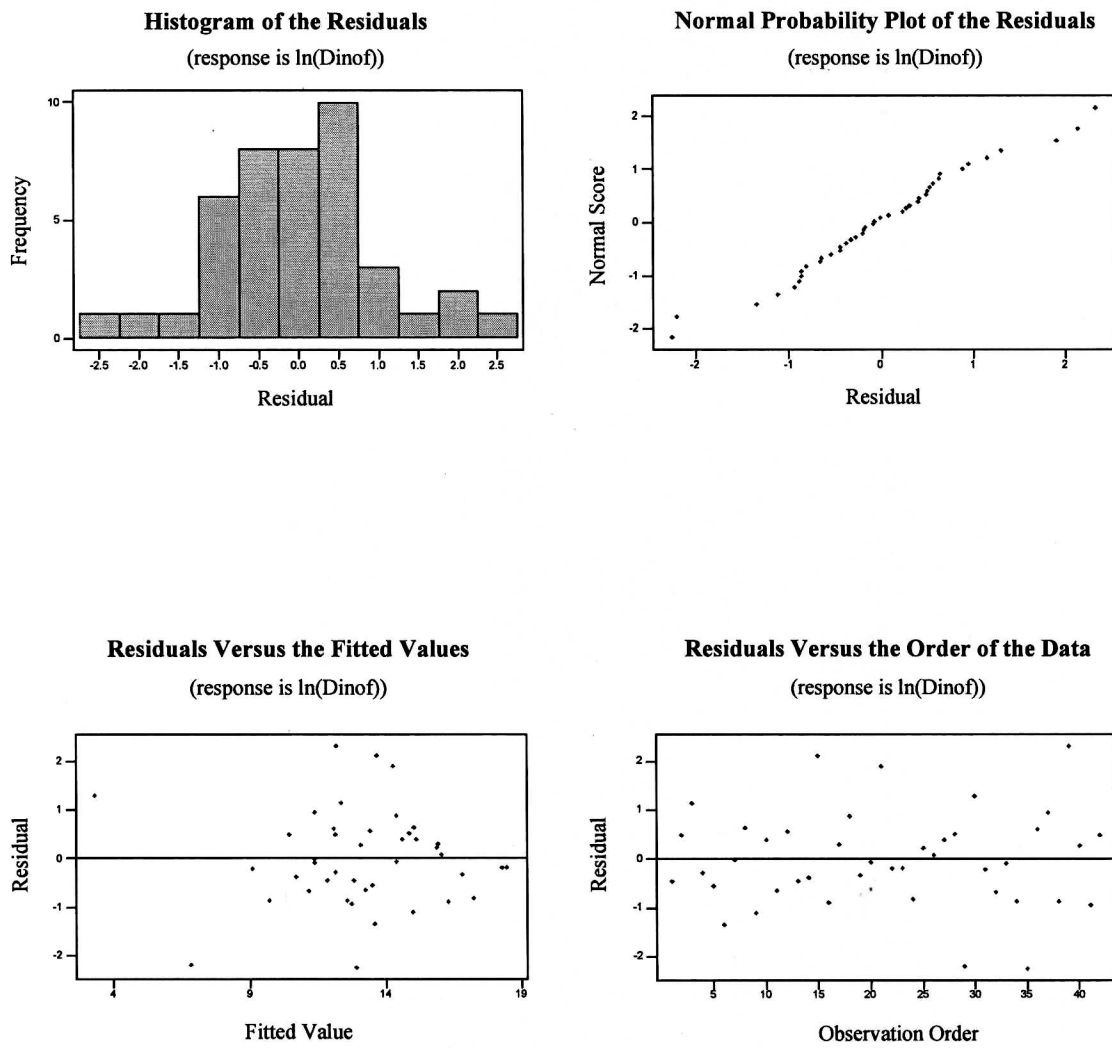 Histogram of the Residuals
(response is ln(Dinof))
10
5
0
Frequency
-2.5 -2.0 -1.5 -1.0 -0.5 0.0 0.5 1.0 1.5 2.0 2.5
Residual
Normal Probability Plot of the Residuals
(response is ln(Dinof))
2
1
0
-1
-2
Normal Score
-2 -1 0 1 2
Residual
Residuals Versus the Fitted Values
(response is ln(Dinof))
2
1
0
-1
-2
Residual
4 9 14 19
Fitted Value
Residuals Versus the Order of the Data
(response is ln(Dinof))
2
1
0
-1
-2
Residual
5 10 15 20 25 30 35 40
Observation Order